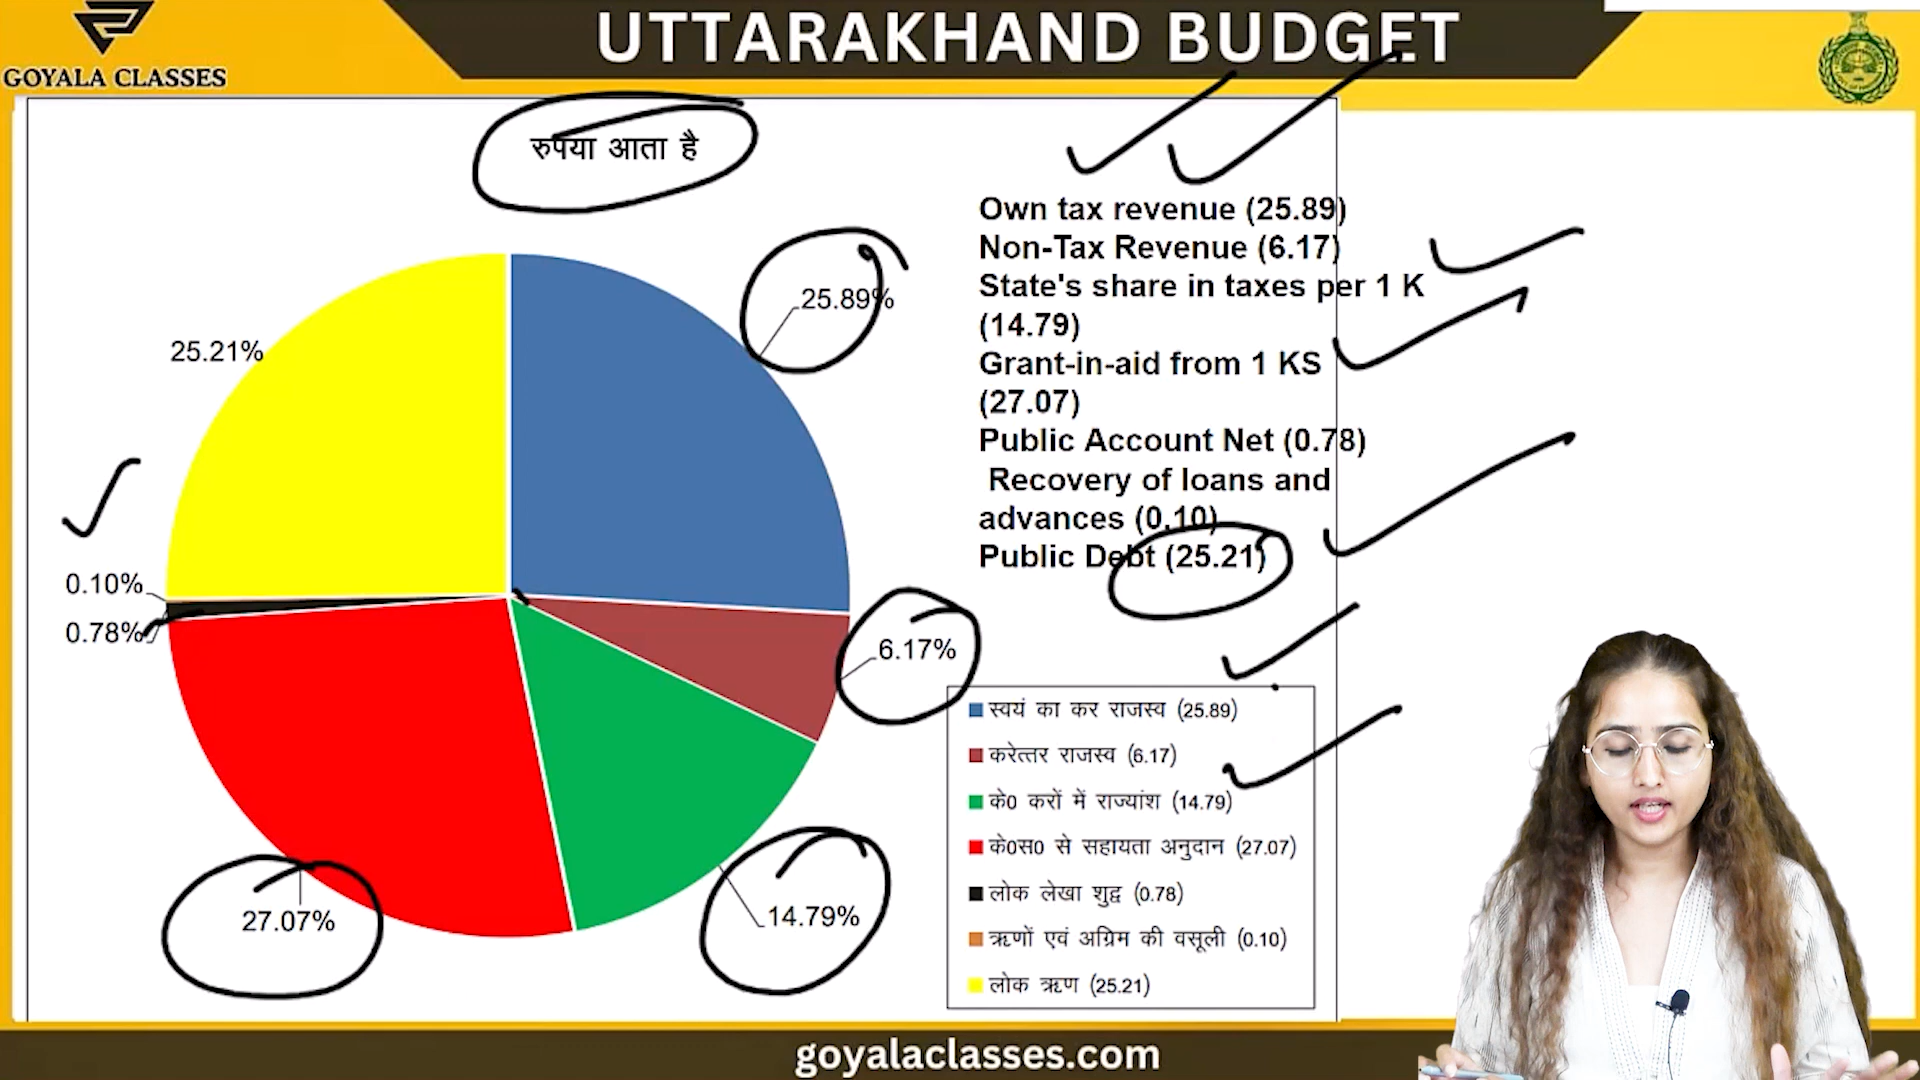 GOYALA CLASSES
UTTARAKHAND BUDGET
रुपया आता है
25.89%
25.21%
0.10%
0.78%
6.17%
27.07%
14.79%
Own tax revenue (25.89)
Non-Tax Revenue (6.17)
State's share in taxes per 1 K
(14.79)
Grant-in-aid from 1 KS
(27.07)
Public Account Net (0.78)
Recovery of loans and
advances (0.10)
Public Debt (25.21)
स्वयं का कर राजस्व (25.89)
करेत्तर राजस्व (6.17)
के0 करों में राज्यांश (14.79)
के0स0 से सहायता अनुदान (27.07)
लोक लेखा शुद्व (0.78)
ऋणों एवं अग्रिम की वसूली (0.10)
लोक ऋण (25.21)
goyalaclasses.com